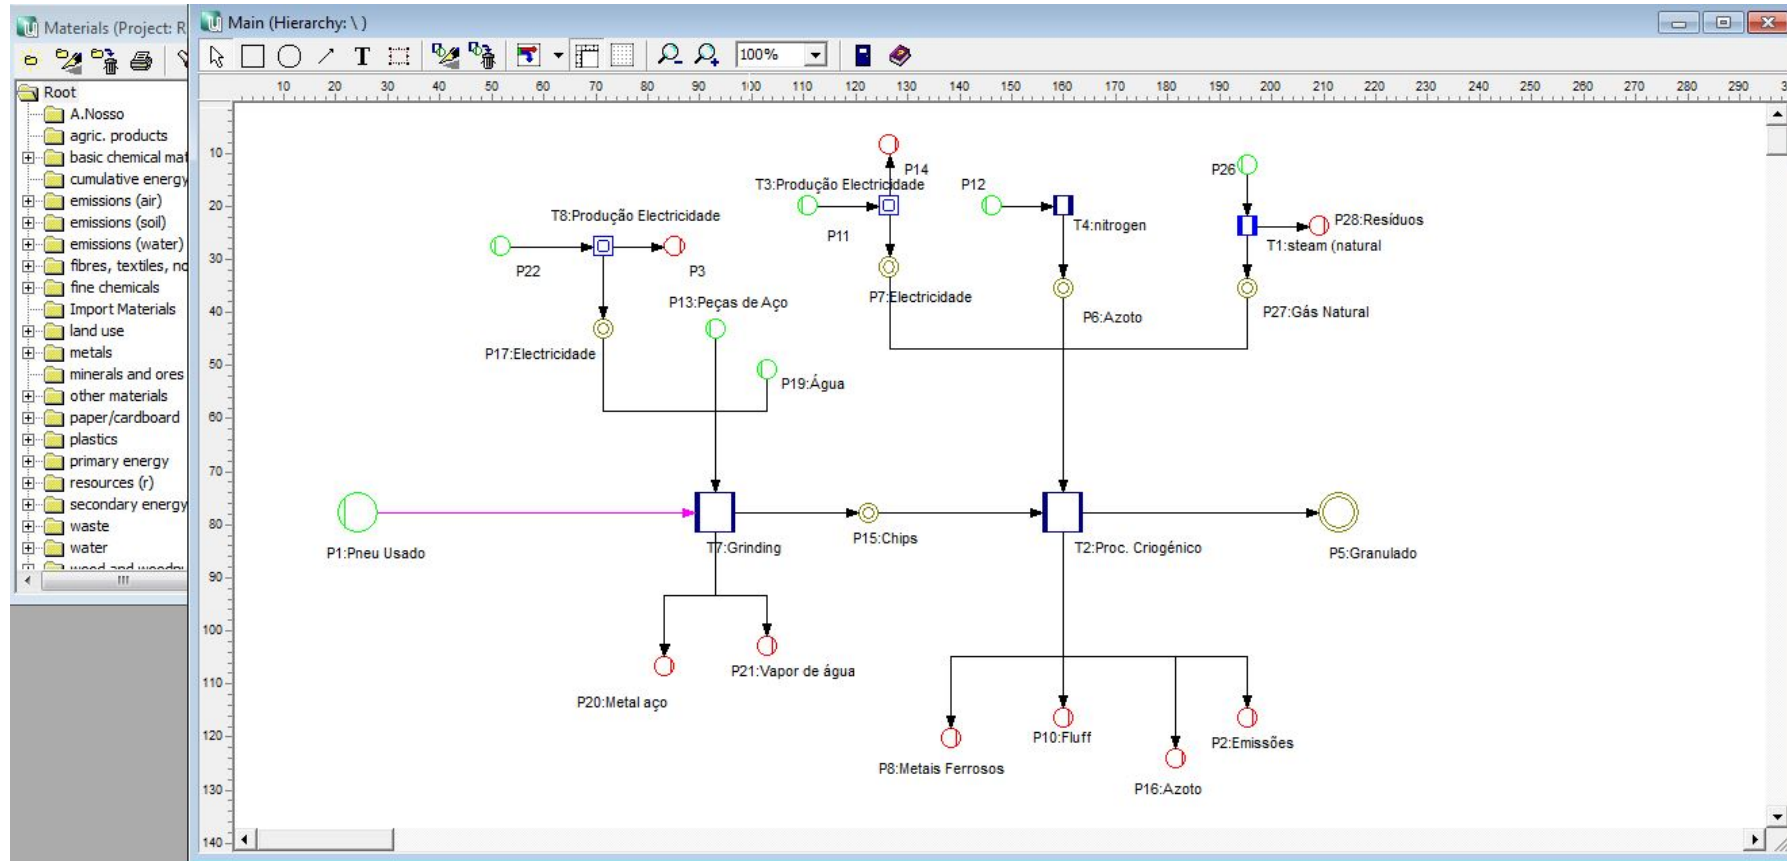 Materials (Project: R
Main (Hierarchy: \ )
T
100%
Root
A.Nosso
agric. products
basic chemical mat
cumulative energy
emissions (air)
emissions (soil)
emissions (water)
fibres, textiles, no
fine chemicals
Import Materials
land use
metals
minerals and ores
other materials
paper/cardboard
plastics
primary energy
resources (r)
secondary energy
waste
water
10 20 30 40 50 60 70 80 90 100 110 120 130 140 150 160 170 180 190 200 210 220 230 240 250 260 270 280 290
10
20
30
40
50
60
70
80
90
100
110
120
130
140
P14
T3:Produção Electricidade
P12
P26
T8:Produção Electricidade
P11
T4:nitrogen
P28:Resíduos
T1:steam (natural
P22
P3
P7:Electricidade
P13:Peças de Aço
P6:Azoto
P27:Gás Natural
P17:Electricidade
P19:Água
P1:Pneu Usado
T7:Grinding
P15:Chips
T2:Proc. Criogénico
P5:Granulado
P20:Metal aço
P21:Vapor de água
P8:Metais Ferrosos
P10:Fluff
P16:Azoto
P2:Emissões